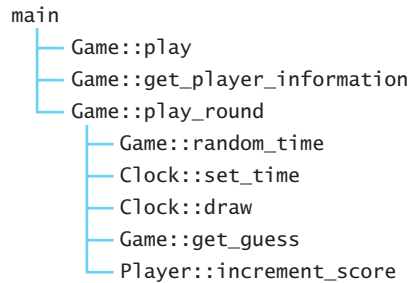 main
Game::play
Game::get_player_information
Game::play_round
Game::random_time
Clock::set_time
Clock::draw
Game::get_guess
Player::increment_score